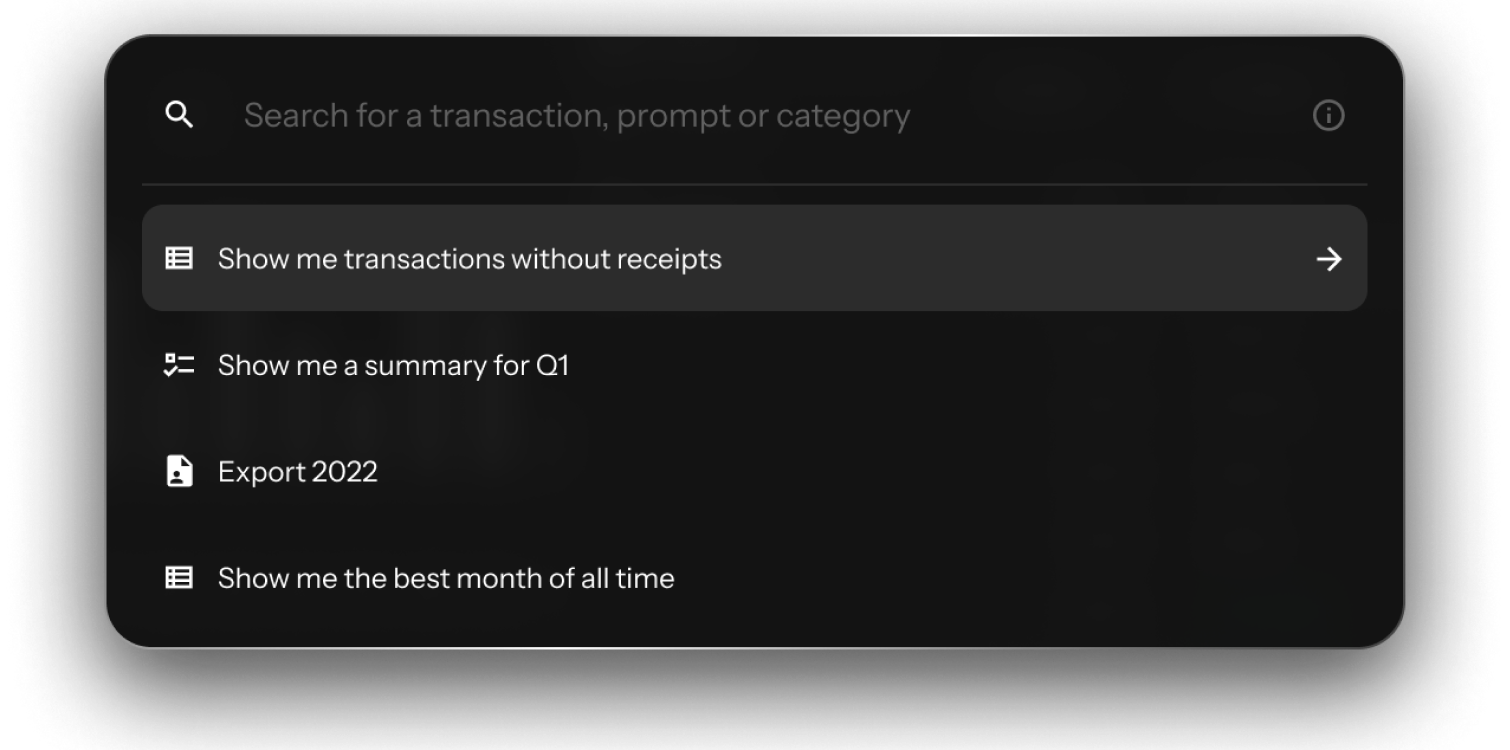 Search for a transaction, prompt or category
Show me transactions without receipts
Show me a summary for Q1
Export 2022
Show me the best month of all time